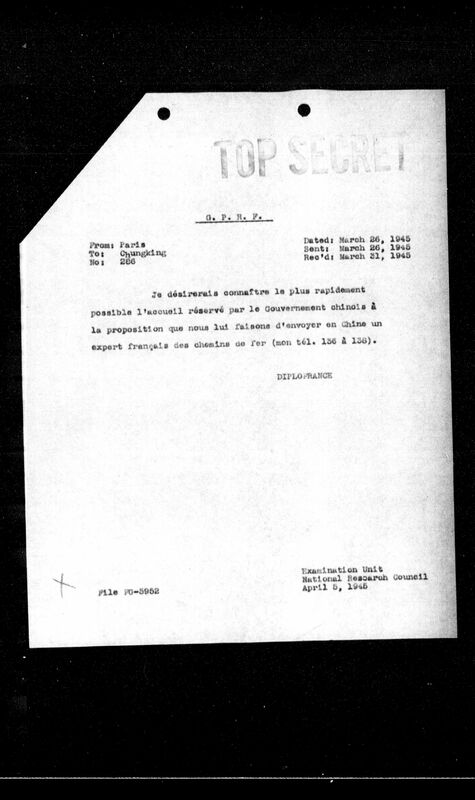 TOP SECRET
G. P. R. F.
From: Paris
To: Chungking
No: 286
Dated: March 26, 1945
Sent: March 26, 1945
Rec'd: March 31, 1945
Je désirerais connaître le plus rapidement
possible l'accueil réservé par le Gouvernement chinois à
la proposition que nous lui faisons d'envoyer en Chine un
expert français des chemins de fer (mon tél. 136 à 138).
DIPLOFRANCE
Examination Unit
National Research Council
April 5, 1945
File FG-3952